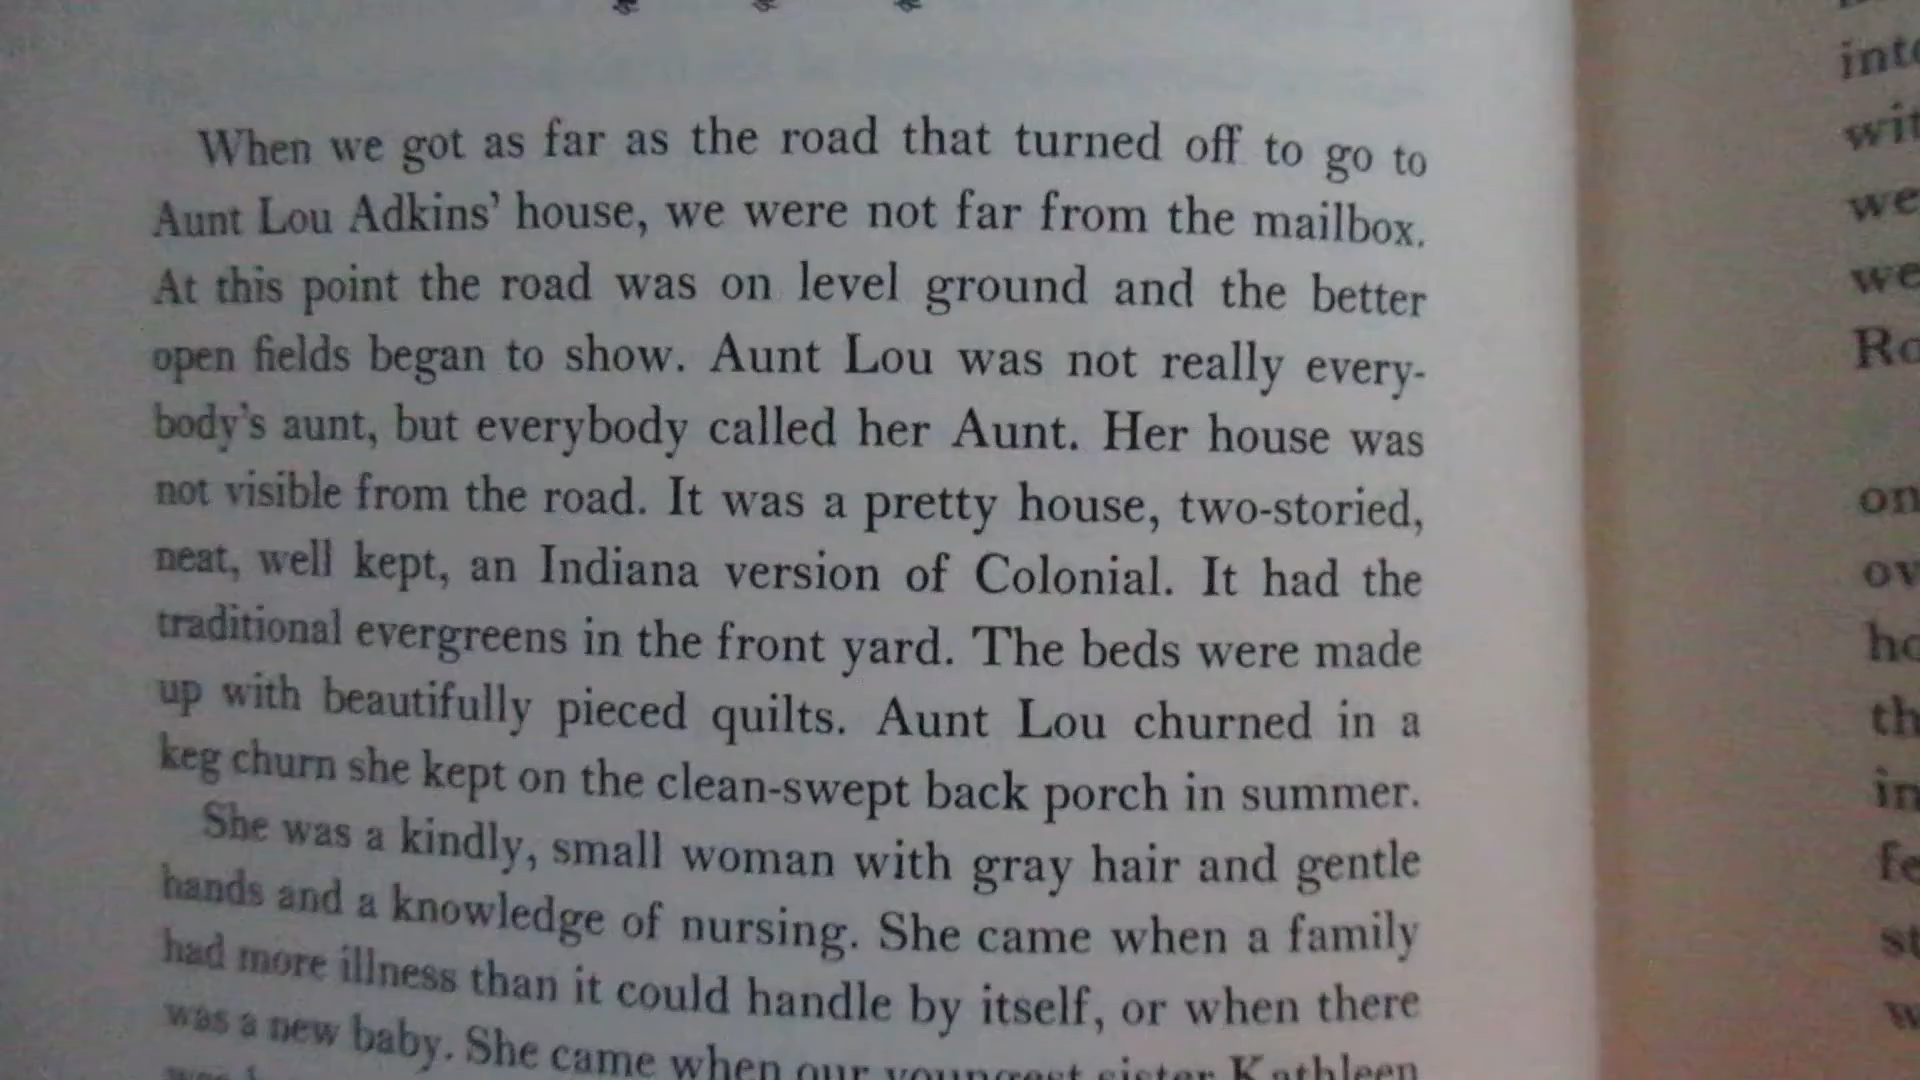 When we got as far as the road that turned off to go to
Aunt Lou Adkins’ house, we were not far from the mailbox.
At this point the road was on level ground and the better
open fields began to show. Aunt Lou was not really every-
body’s aunt, but everybody called her Aunt. Her house was
not visible from the road. It was a pretty house, two-storied,
neat, well kept, an Indiana version of Colonial. It had the
traditional evergreens in the front yard. The beds were made
up with beautifully pieced quilts. Aunt Lou churned in a
keg churn she kept on the clean-swept back porch in summer.
She was a kindly, small woman with gray hair and gentle
hands and a knowledge of nursing. She came when a family
had more illness than it could handle by itself, or when there
was a new baby. She came when our youngest sister Kathleen